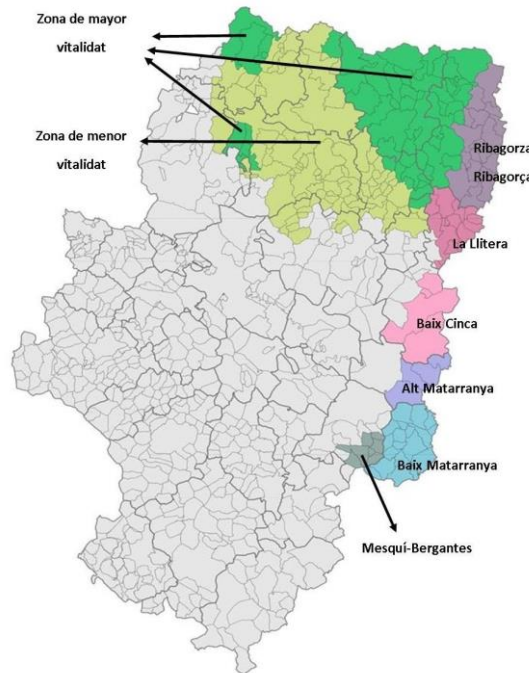 Zona de mayor
vitalidat
Zona de menor
vitalidat
Ribagorza
Ribagorça
La Llitera
Baix Cinca
Alt Matarranya
Baix Matarranya
Mesquí-Bergantes